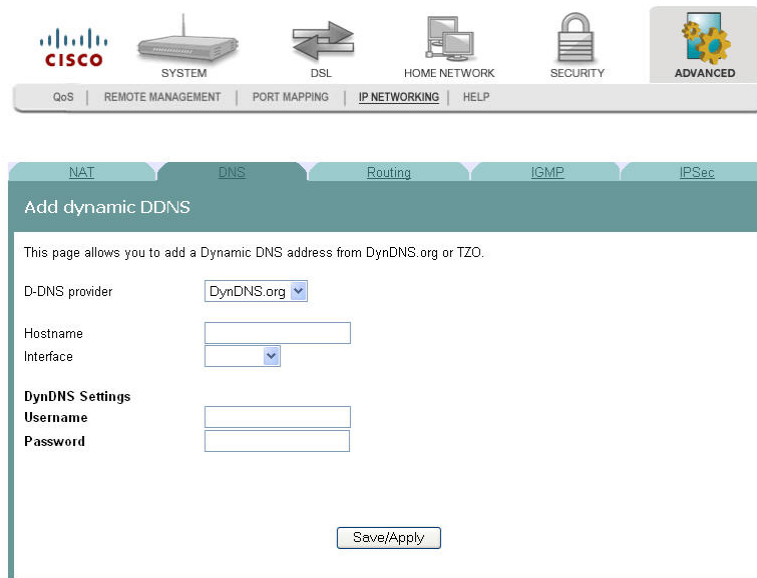 CISCO
SYSTEM
DSL
HOME NETWORK
SECURITY
ADVANCED
QoS | REMOTE MANAGEMENT | PORT MAPPING | IP NETWORKING | HELP
NAT
DNS
Routing
IGMP
IPSec
Add dynamic DDNS
This page allows you to add a Dynamic DNS address from DynDNS.org or TZO.
D-DNS provider
DynDNS.org
Hostname
Interface
DynDNS Settings
Username
Password
Save/Apply